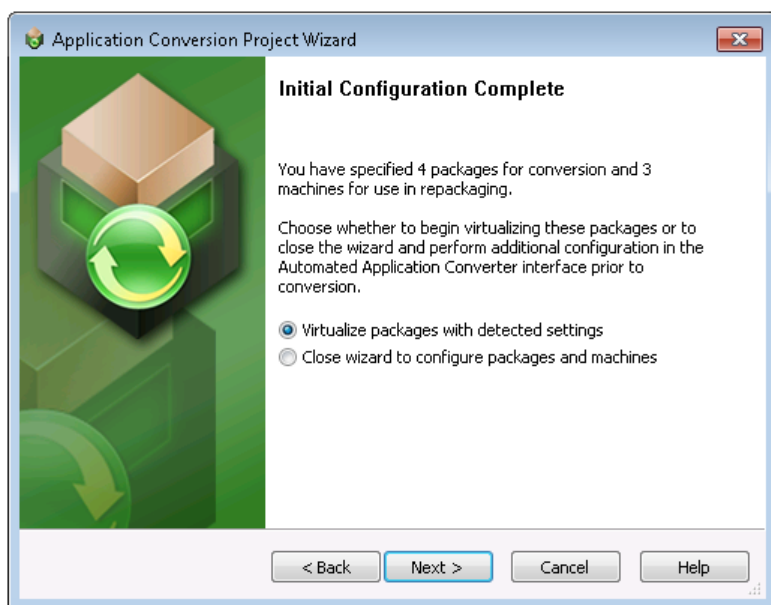 Application Conversion Project Wizard
Initial Configuration Complete
You have specified 4 packages for conversion and 3
machines for use in repackaging.
Choose whether to begin virtualizing these packages or to
close the wizard and perform additional configuration in the
Automated Application Converter interface prior to
conversion.
Virtualize packages with detected settings
Close wizard to configure packages and machines
< Back Next > Cancel Help